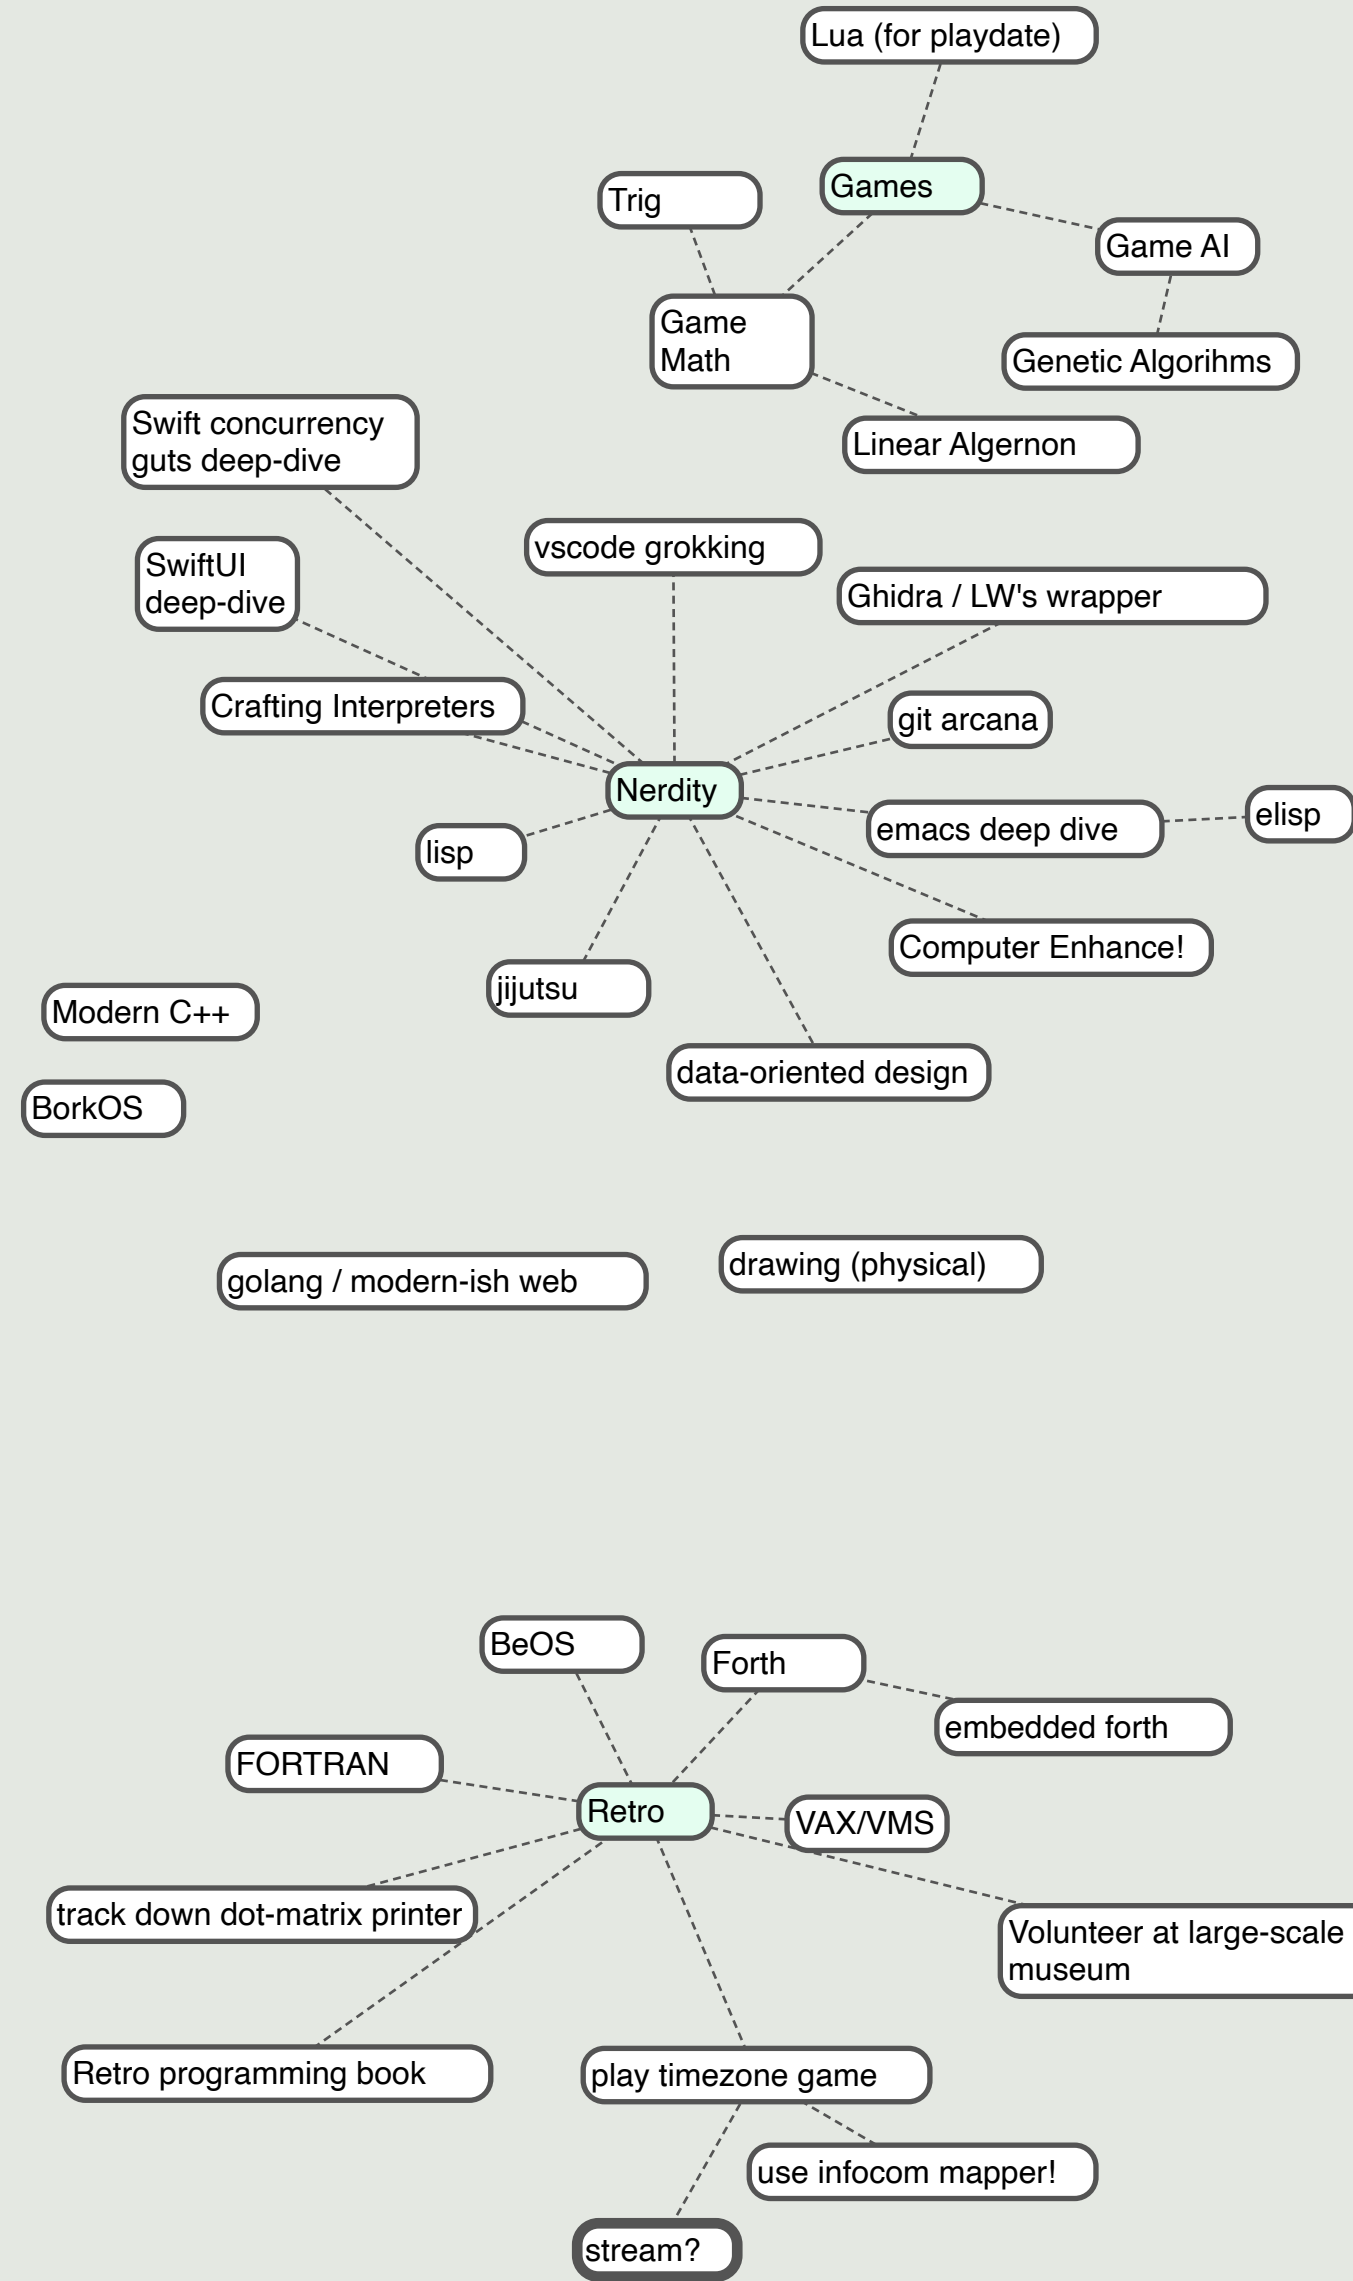 Lua (for playdate)
Games
Trig
Game AI
Game
Math
Genetic Algorihms
Swift concurrency
guts deep-dive
Linear Algernon
vscode grokking
SwiftUI
deep-dive
Ghidra / LW's wrapper
Crafting Interpreters
git arcana
Nerdity
elisp
emacs deep dive
lisp
Computer Enhance!
jijutsu
Modern C++
data-oriented design
BorkOS
drawing (physical)
golang / modern-ish web
BeOS
Forth
embedded forth
FORTRAN
Retro
VAX/VMS
track down dot-matrix printer
Volunteer at large-scale
museum
Retro programming book
play timezone game
use infocom mapper!
stream?